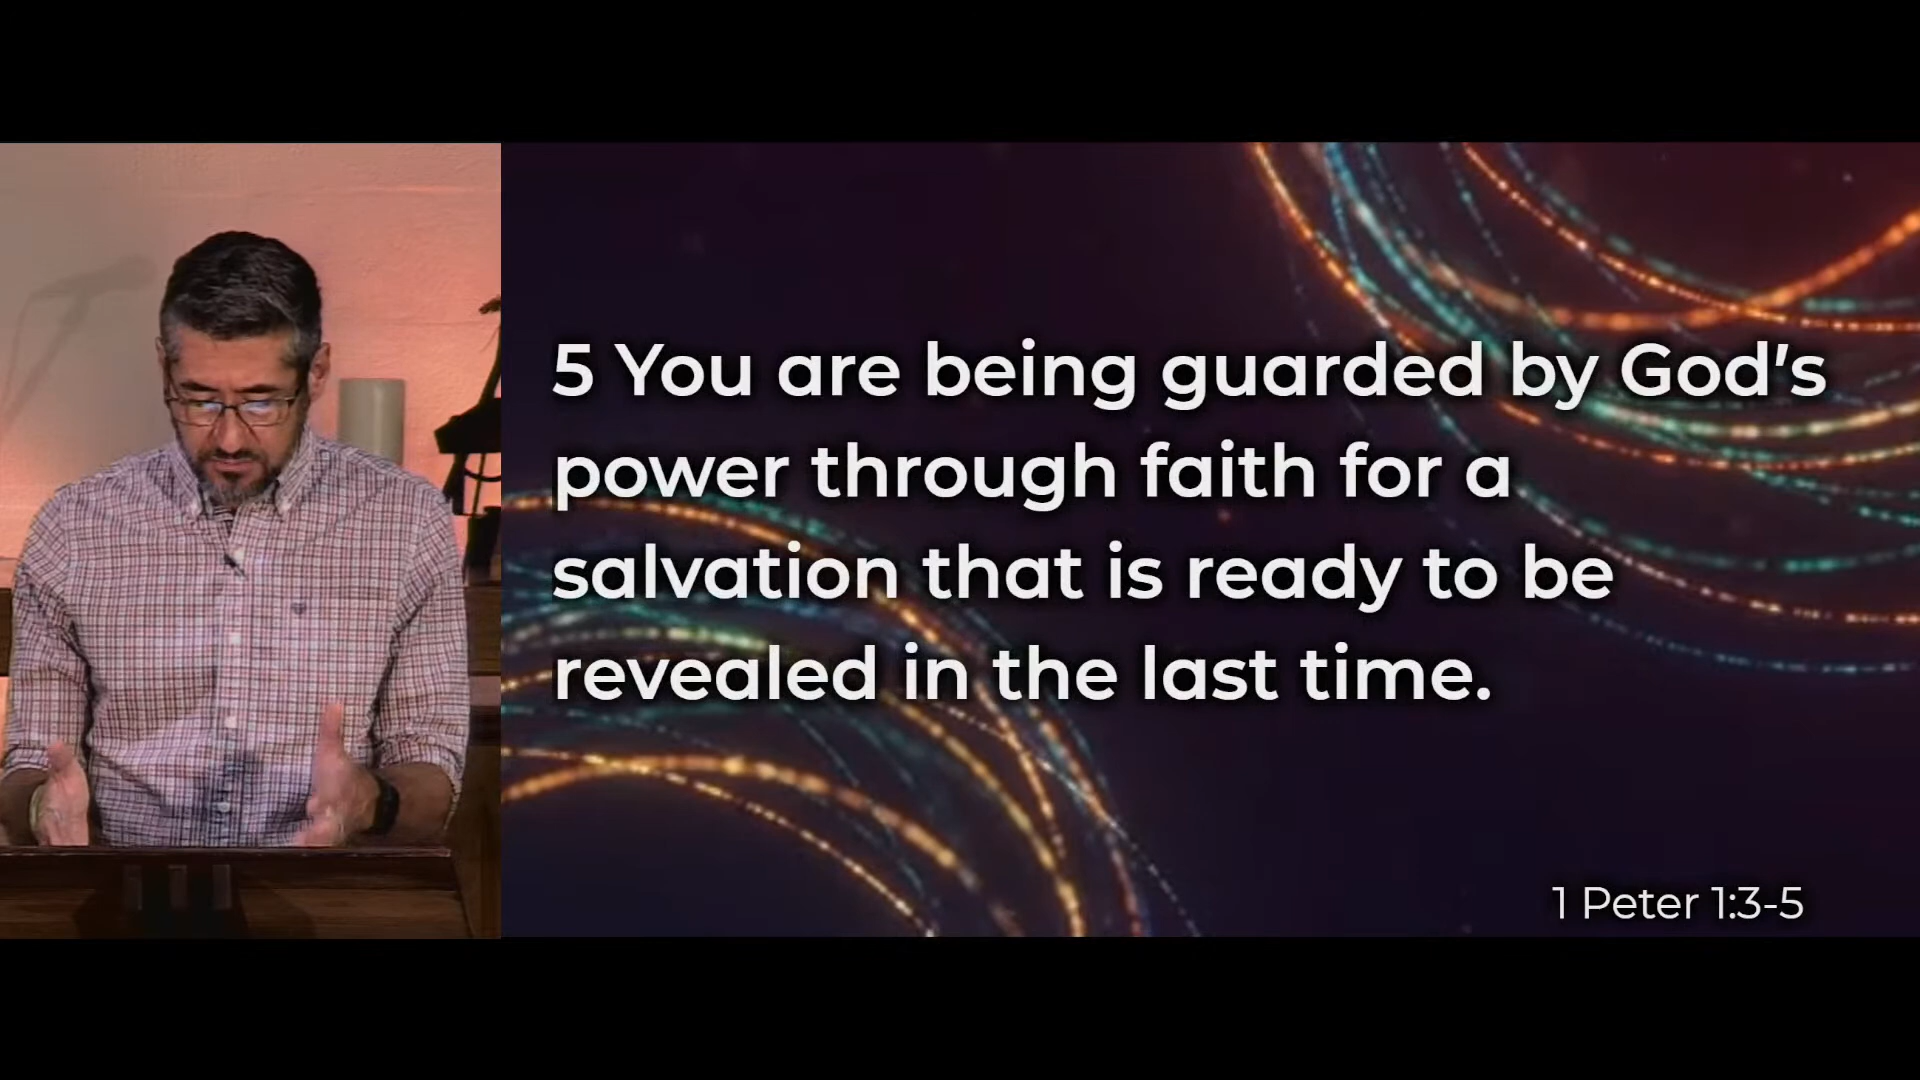 5 You are being guarded by God's
power through faith for a
salvation that is ready to be
revealed in the last time.
1 Peter 1:3-5